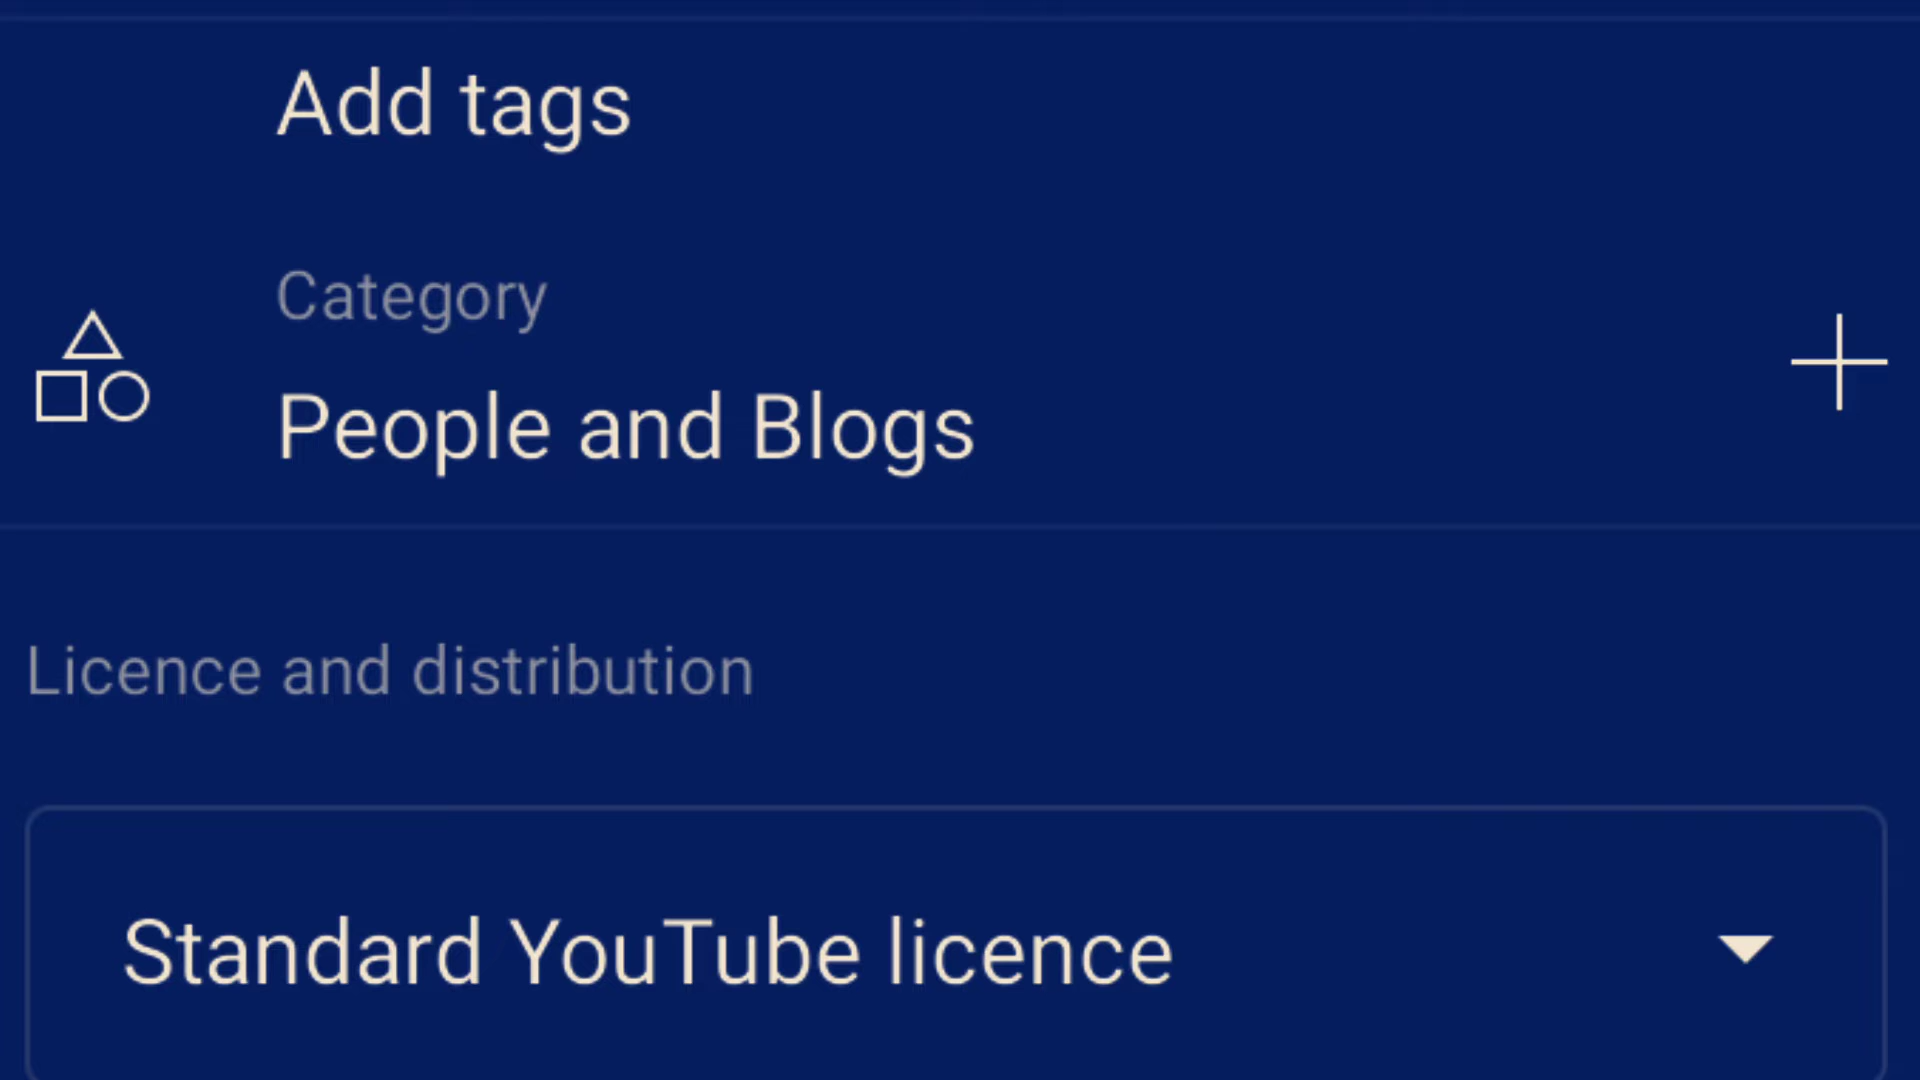 Add tags
Category
People and Blogs
Licence and distribution
Standard YouTube licence